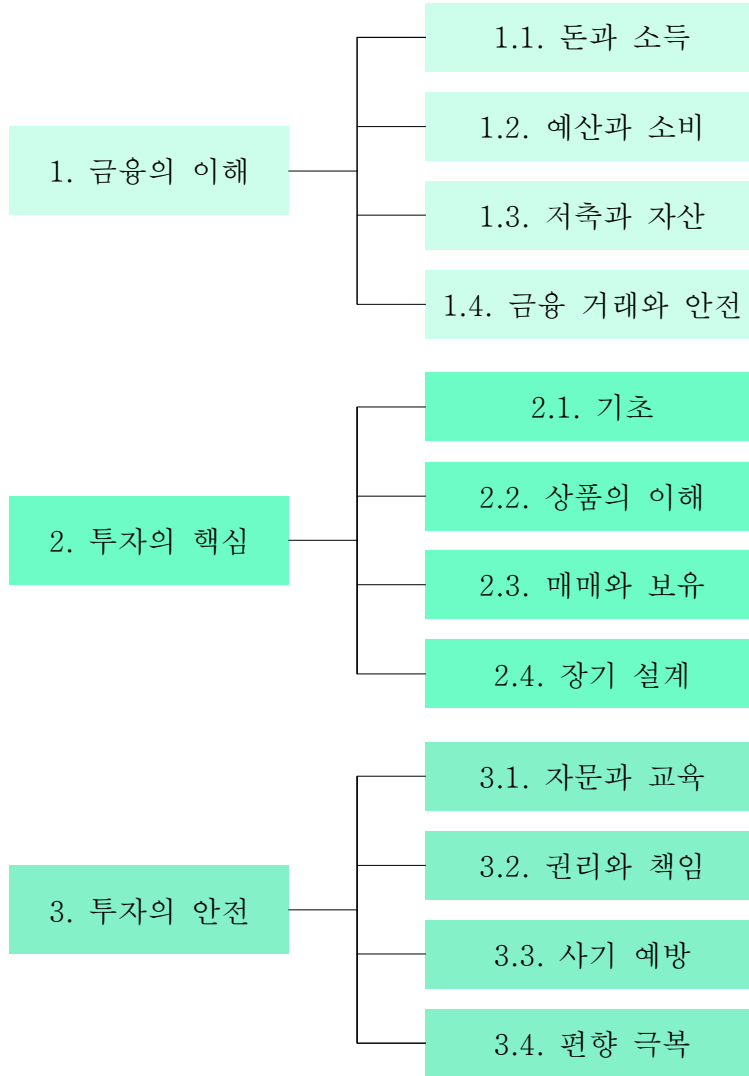 1. 금융의 이해
1.1. 돈과 소득
1.2. 예산과 소비
1.3. 저축과 자산
1.4. 금융 거래와 안전
2. 투자의 핵심
2.1. 기초
2.2. 상품의 이해
2.3. 매매와 보유
2.4. 장기 설계
3. 투자의 안전
3.1. 자문과 교육
3.2. 권리와 책임
3.3. 사기 예방
3.4. 편향 극복